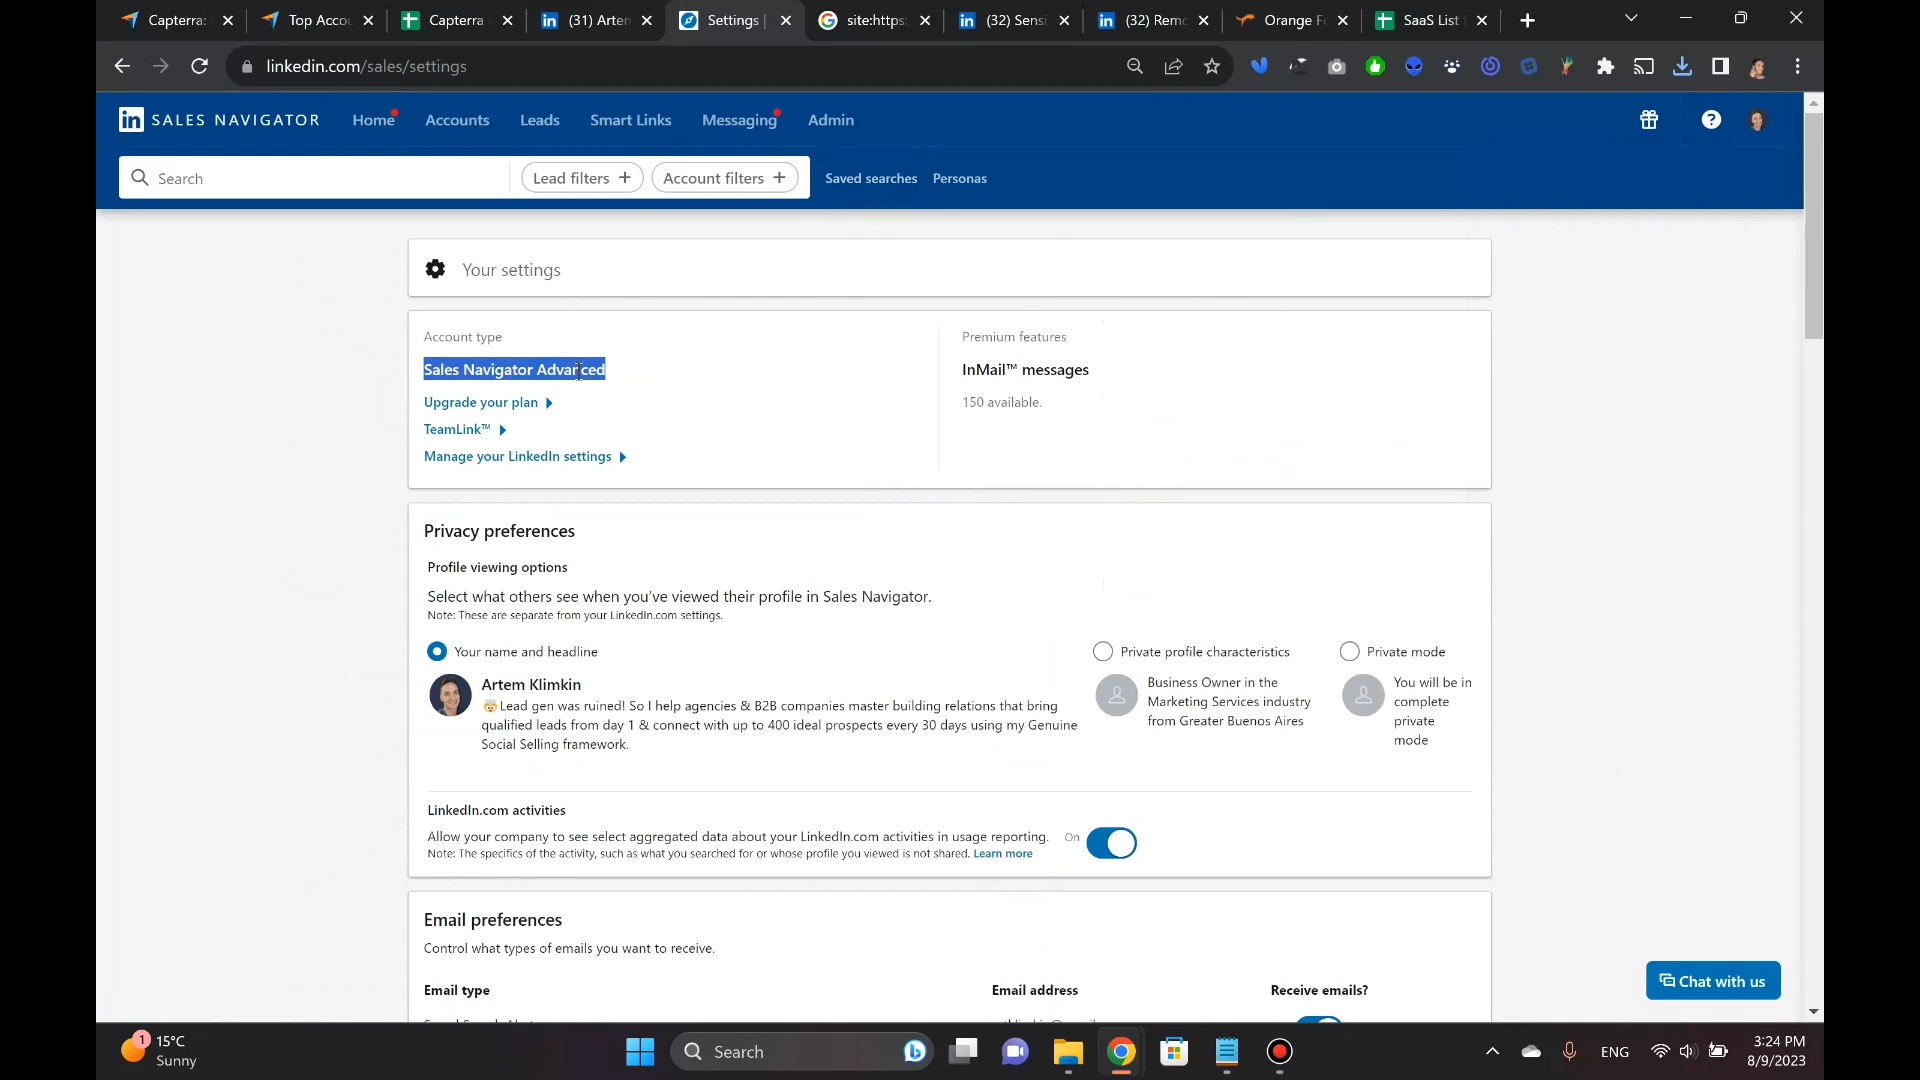 Capterra:
Top Accou
Capterra
(31) Artem
Settings |
site:https:
(32) Sensi
(32) Remo
Orange Fo
SaaS List
linkedin.com/sales/settings
in SALES NAVIGATOR
Home
Accounts
Leads
Smart Links
Messaging
Admin
Search
Lead filters +
Account filters +
Saved searches
Personas
Your settings
Account type
Sales Navigator Advanced
Upgrade your plan
TeamLink™
Manage your LinkedIn settings
Premium features
InMail™ messages
150 available.
Privacy preferences
Profile viewing options
Select what others see when you've viewed their profile in Sales Navigator.
Note: These are separate from your LinkedIn.com settings.
Your name and headline
Artem Klimkin
🤯Lead gen was ruined! So I help agencies & B2B companies master building relations that bring
qualified leads from day 1 & connect with up to 400 ideal prospects every 30 days using my Genuine
Social Selling framework.
Private profile characteristics
Business Owner in the
Marketing Services industry
from Greater Buenos Aires
Private mode
You will be in
complete
private
mode
LinkedIn.com activities
Allow your company to see select aggregated data about your LinkedIn.com activities in usage reporting.
On
Note: The specifics of the activity, such as what you searched for or whose profile you viewed is not shared. Learn more
Email preferences
Control what types of emails you want to receive.
Email type
Email address
Receive emails?
Chat with us
1
15°C
Sunny
Search
ENG
3:24 PM
8/9/2023